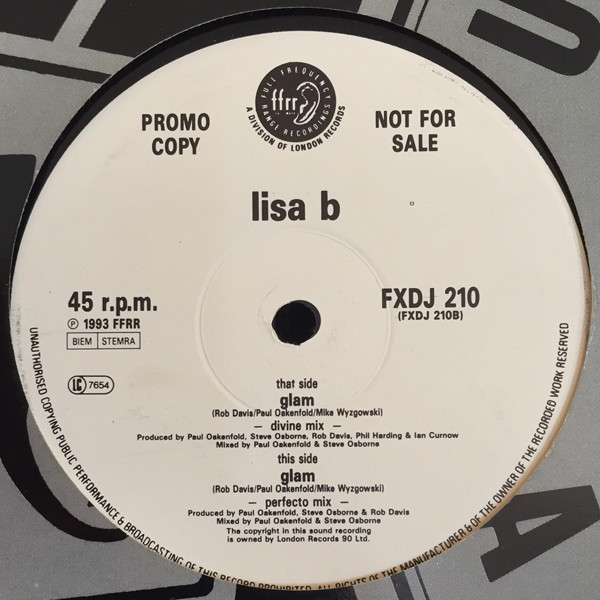 FULL FREQUENCY
ffrr
RANGE RECORDINGS
A DIVISION OF LONDON RECORDS
PROMO
COPY
NOT FOR
SALE
lisa b
45 r.p.m.
℗ 1993 FFRR
BIEM STEMRA
LC 7654
FXDJ 210
(FXDJ 210B)
that side
glam
(Rob Davis/Paul Oakenfold/Mike Wyzgowski)
— divine mix —
Produced by Paul Oakenfold, Steve Osborne, Rob Davis, Phil Harding & Ian Curnow
Mixed by Paul Oakenfold & Steve Osborne
this side
glam
(Rob Davis/Paul Oakenfold/Mike Wyzgowski)
— perfecto mix —
Produced by Paul Oakenfold, Steve Osborne & Rob Davis
Mixed by Paul Oakenfold & Steve Osborne
The copyright in this sound recording
is owned by London Records 90 Ltd.
UNAUTHORISED COPYING PUBLIC PERFORMANCE & BROADCASTING OF THIS RECORD PROHIBITED. ALL RIGHTS OF THE MANUFACTURER & OF THE OWNER OF THE RECORDED WORK RESERVED